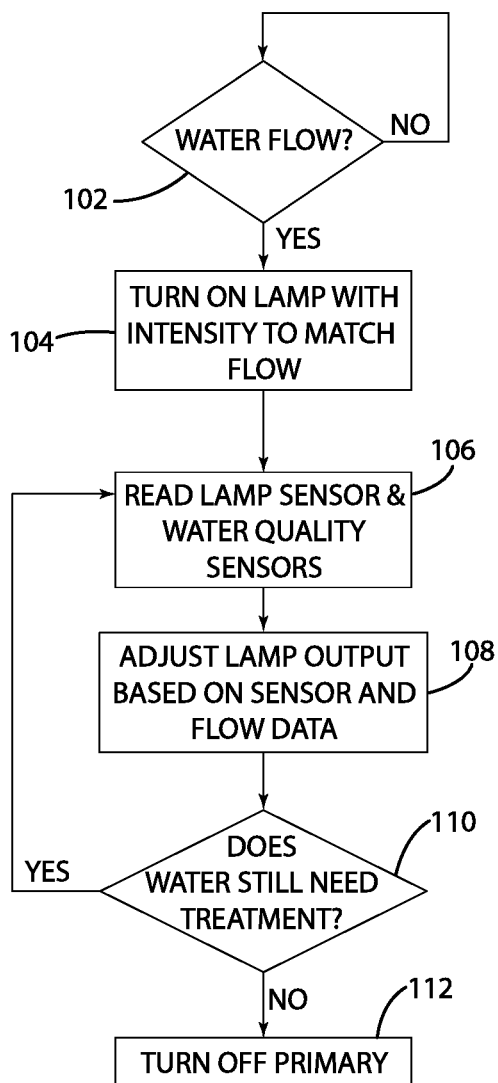 WATER FLOW?
NO
102
YES
TURN ON LAMP WITH
INTENSITY TO MATCH
FLOW
104
106
READ LAMP SENSOR &
WATER QUALITY
SENSORS
ADJUST LAMP OUTPUT
BASED ON SENSOR AND
FLOW DATA
108
110
DOES
WATER STILL NEED
TREATMENT?
YES
NO
112
TURN OFF PRIMARY